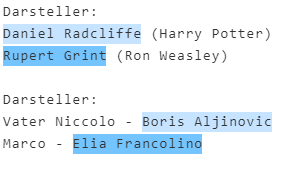 Darsteller:
Daniel Radcliffe (Harry Potter)
Rupert Grint (Ron Weasley)
Darsteller:
Vater Niccolo - Boris Aljinovic
Marco - Elia Francolino